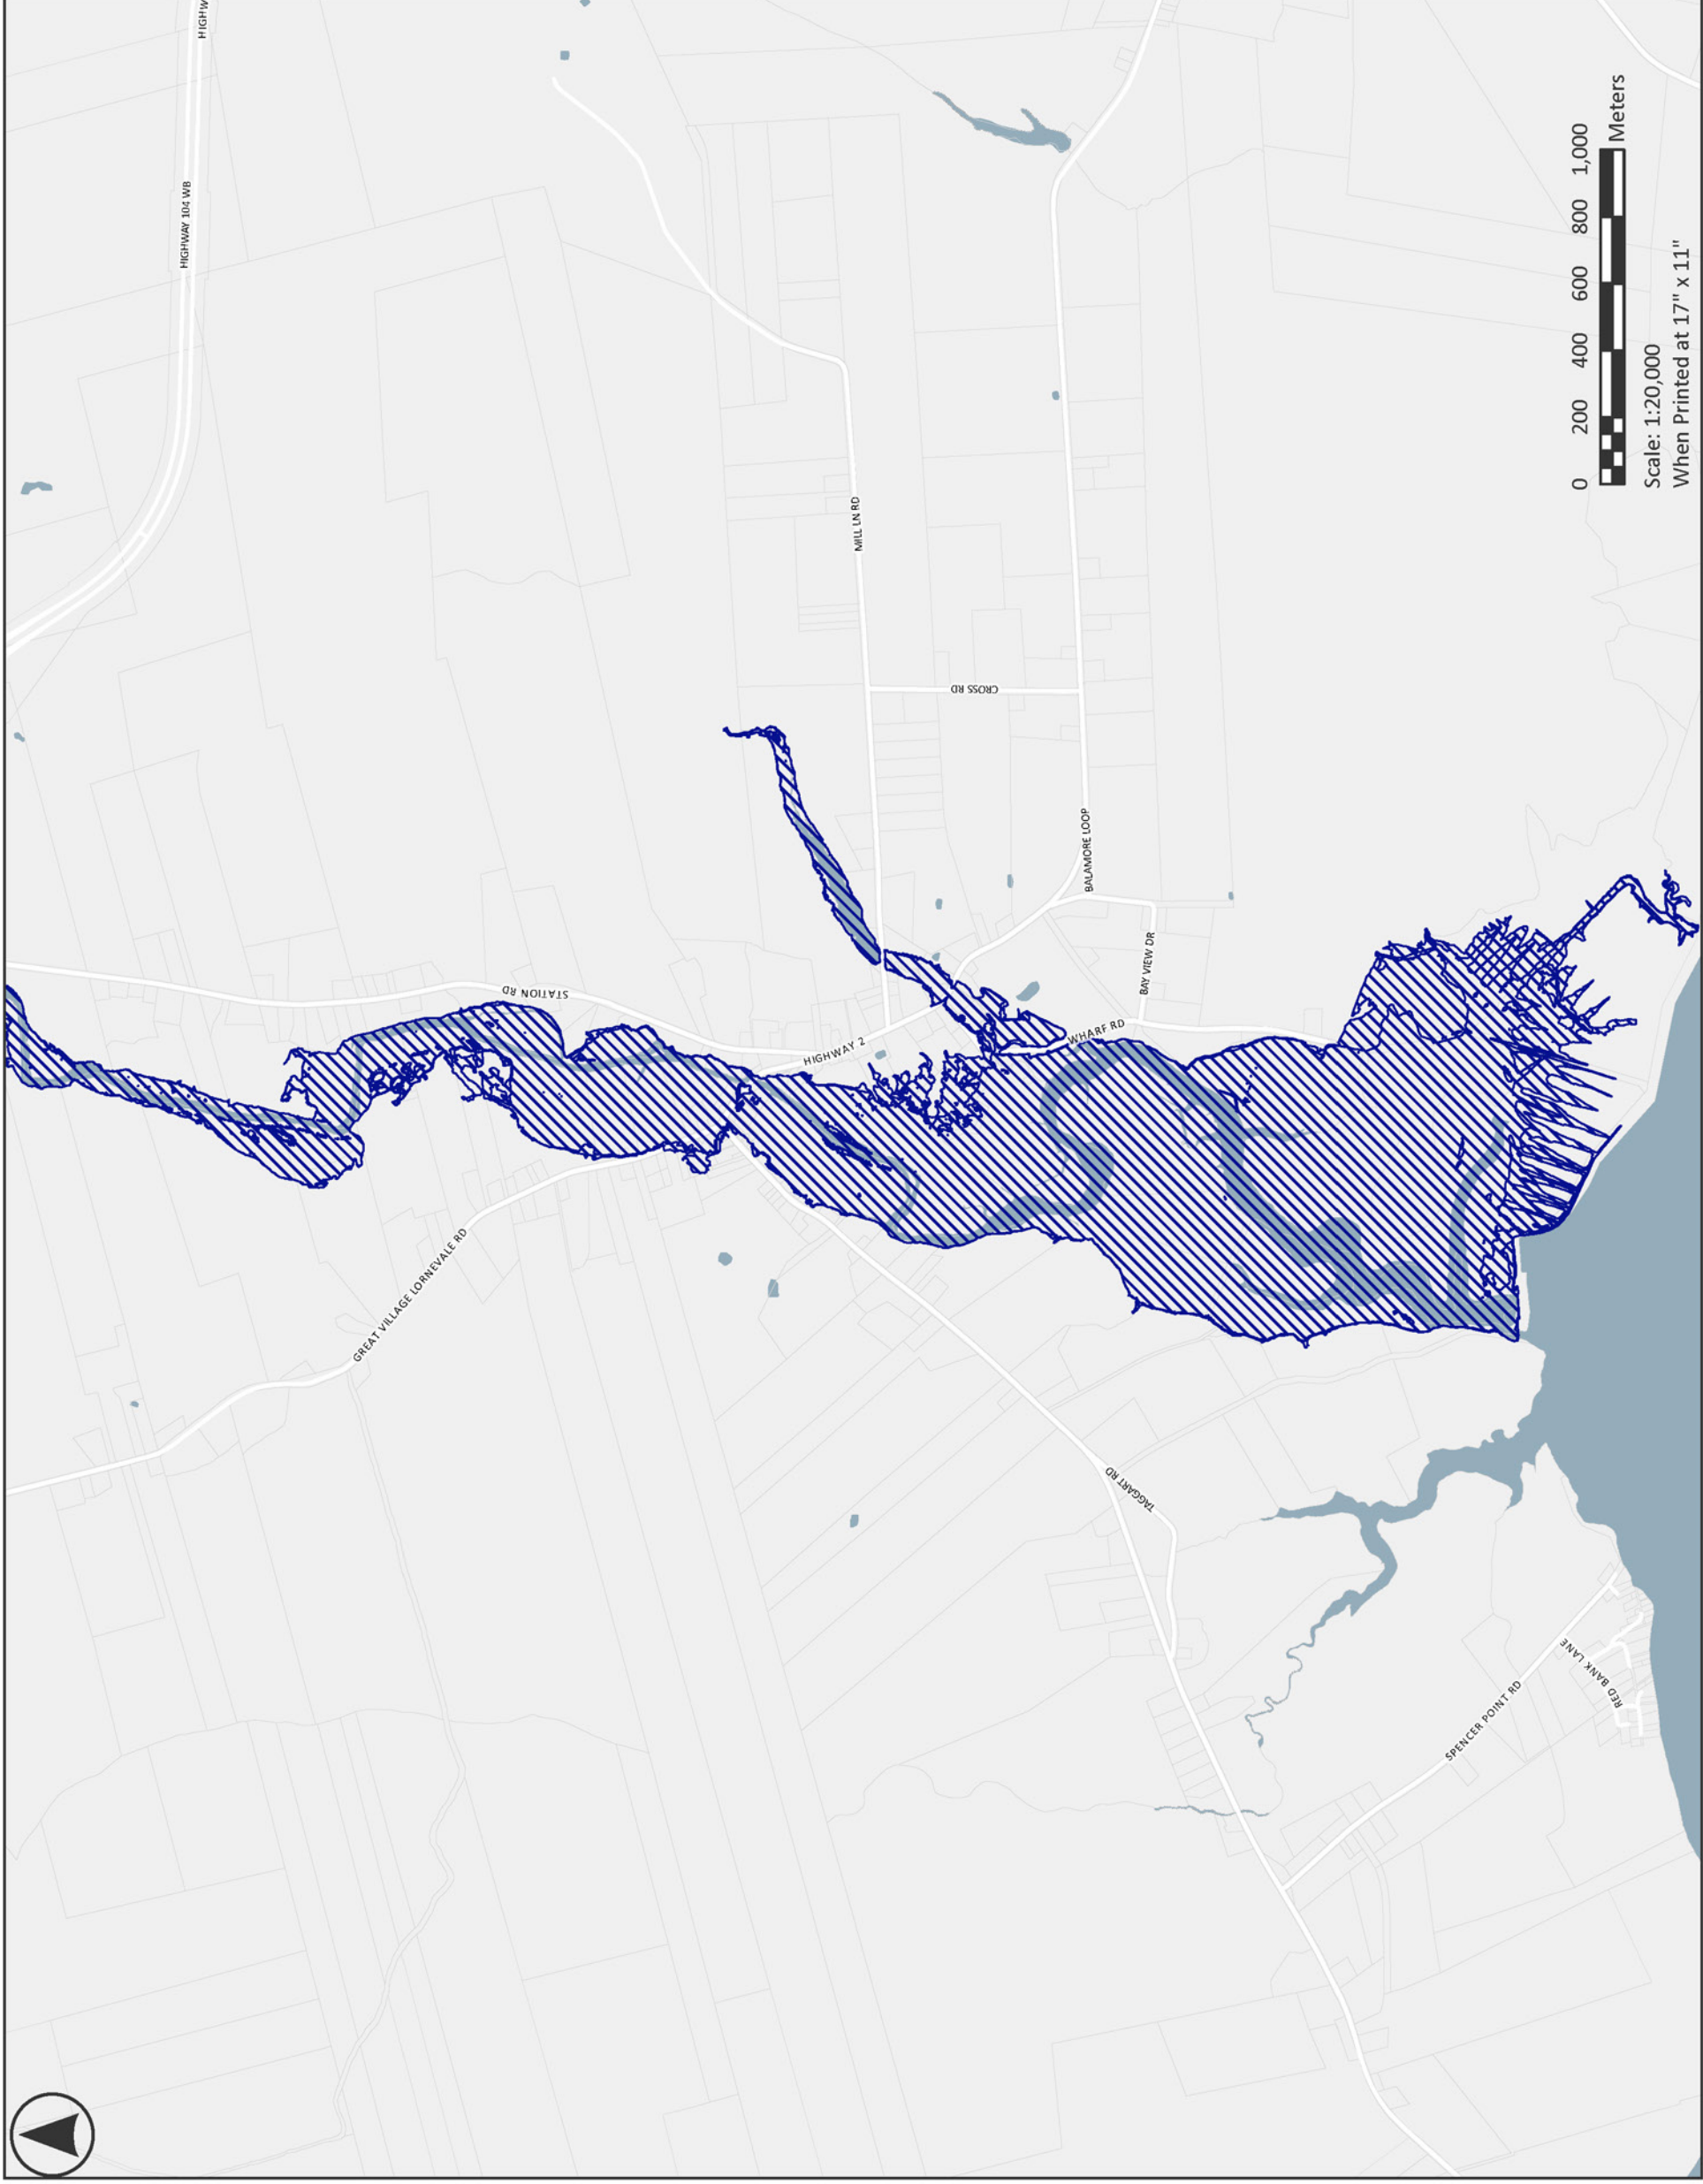 HIGHW
HIGHWAY 104 WB
MILL LN RD
CROSS RD
STATION RD
HIGHWAY 2
BALAMORE LOOP
BAY VIEW DR
WHARF RD
GREAT VILLAGE LORNEVALE RD
TAGGART RD
SPENCER POINT RD
RED BANK LANE
0 200 400 600 800 1,000
Meters
Scale: 1:20,000
When Printed at 17" x 11"